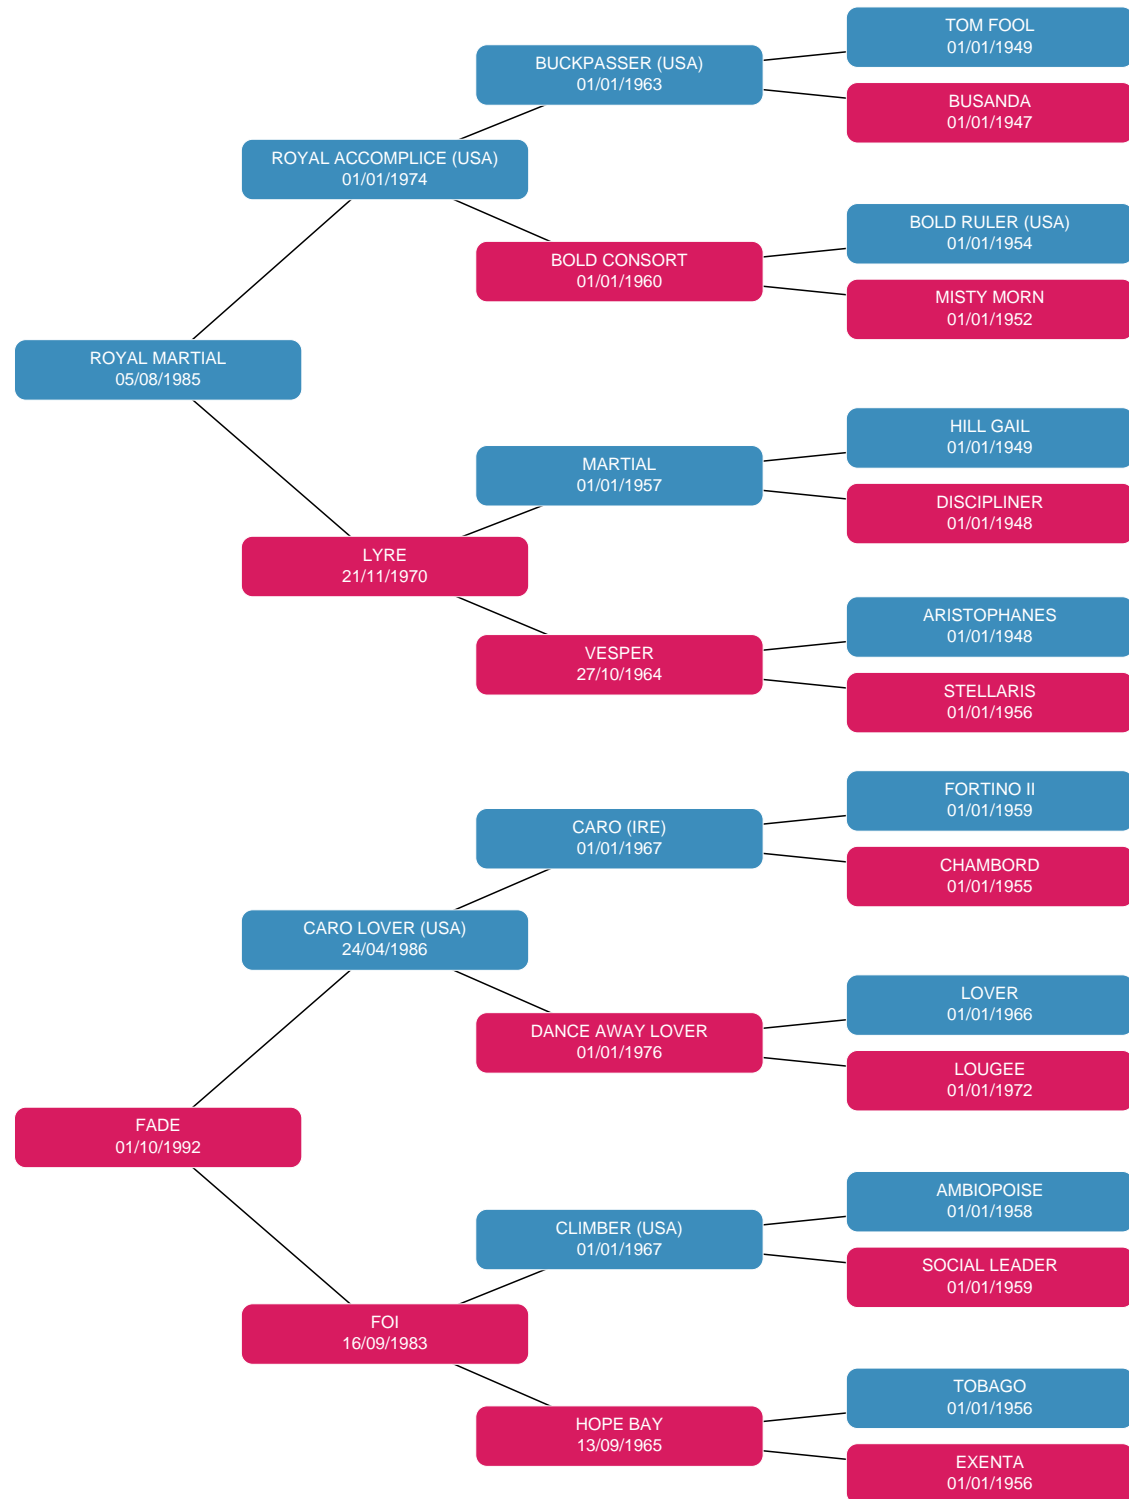 TOM FOOL
01/01/1949
BUCKPASSER (USA)
01/01/1963
BUSANDA
01/01/1947
ROYAL ACCOMPLICE (USA)
01/01/1974
BOLD RULER (USA)
01/01/1954
BOLD CONSORT
01/01/1960
MISTY MORN
01/01/1952
ROYAL MARTIAL
05/08/1985
HILL GAIL
01/01/1949
MARTIAL
01/01/1957
DISCIPLINER
01/01/1948
LYRE
21/11/1970
ARISTOPHANES
01/01/1948
VESPER
27/10/1964
STELLARIS
01/01/1956
FORTINO II
01/01/1959
CARO (IRE)
01/01/1967
CHAMBORD
01/01/1955
CARO LOVER (USA)
24/04/1986
LOVER
01/01/1966
DANCE AWAY LOVER
01/01/1976
LOUGEE
01/01/1972
FADE
01/10/1992
AMBIOPOISE
01/01/1958
CLIMBER (USA)
01/01/1967
SOCIAL LEADER
01/01/1959
FOI
16/09/1983
TOBAGO
01/01/1956
HOPE BAY
13/09/1965
EXENTA
01/01/1956